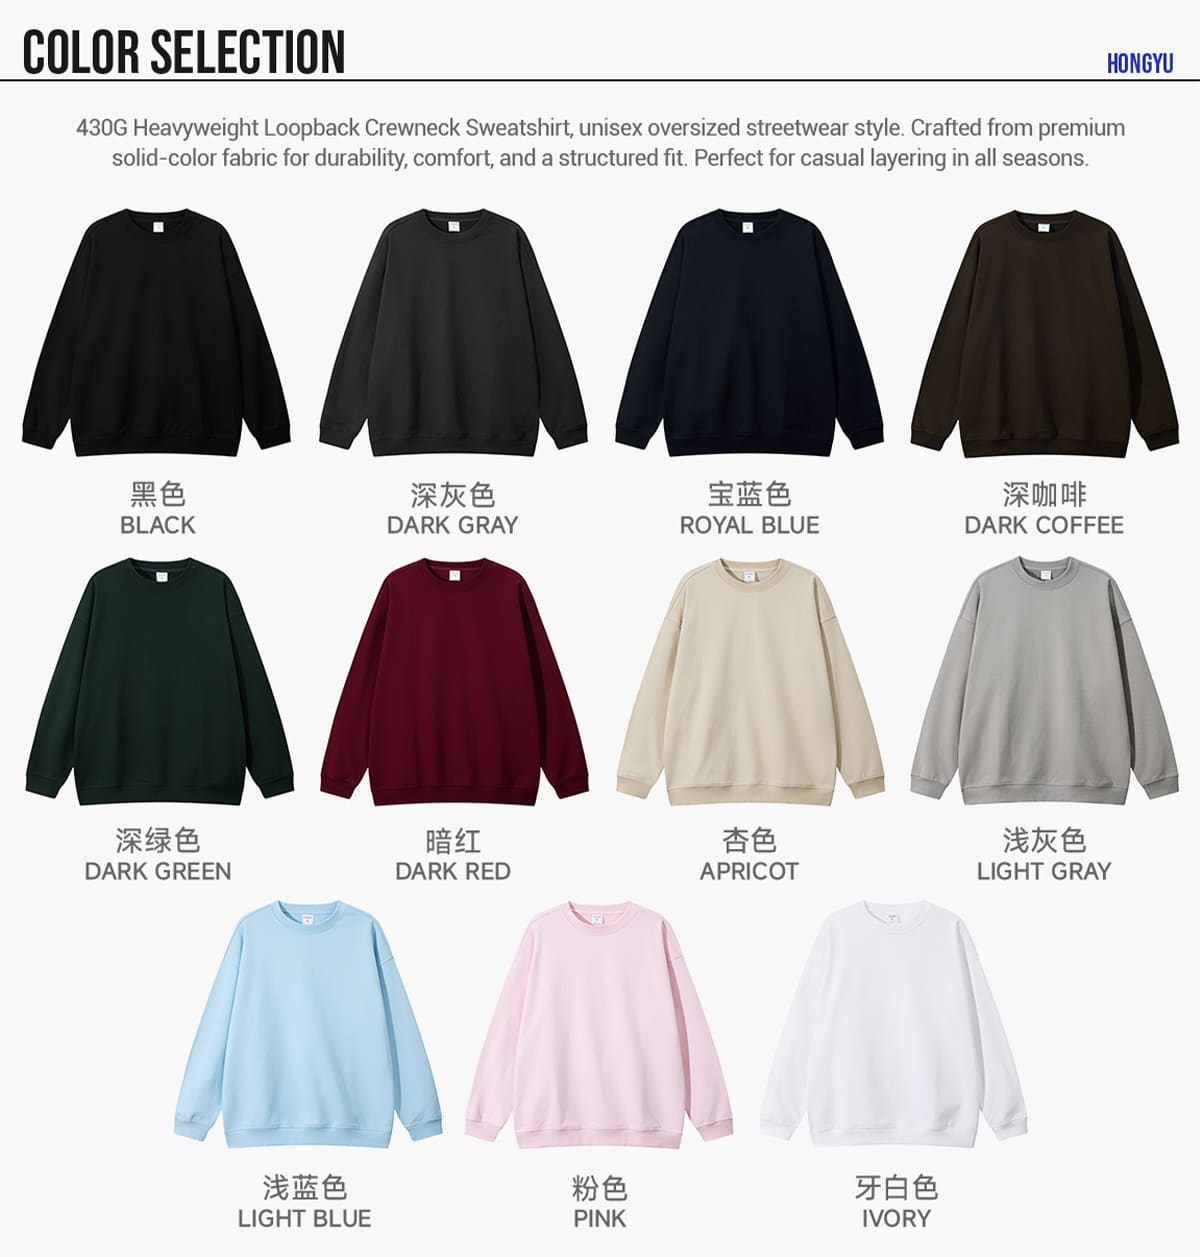 COLOR SELECTION
HONGYU
430G Heavyweight Loopback Crewneck Sweatshirt, unisex oversized streetwear style. Crafted from premium
solid-color fabric for durability, comfort, and a structured fit. Perfect for casual layering in all seasons.
黑色
BLACK
深灰色
DARK GRAY
宝蓝色
ROYAL BLUE
深咖啡
DARK COFFEE
深绿色
DARK GREEN
暗红
DARK RED
杏色
APRICOT
浅灰色
LIGHT GRAY
浅蓝色
LIGHT BLUE
粉色
PINK
牙白色
IVORY